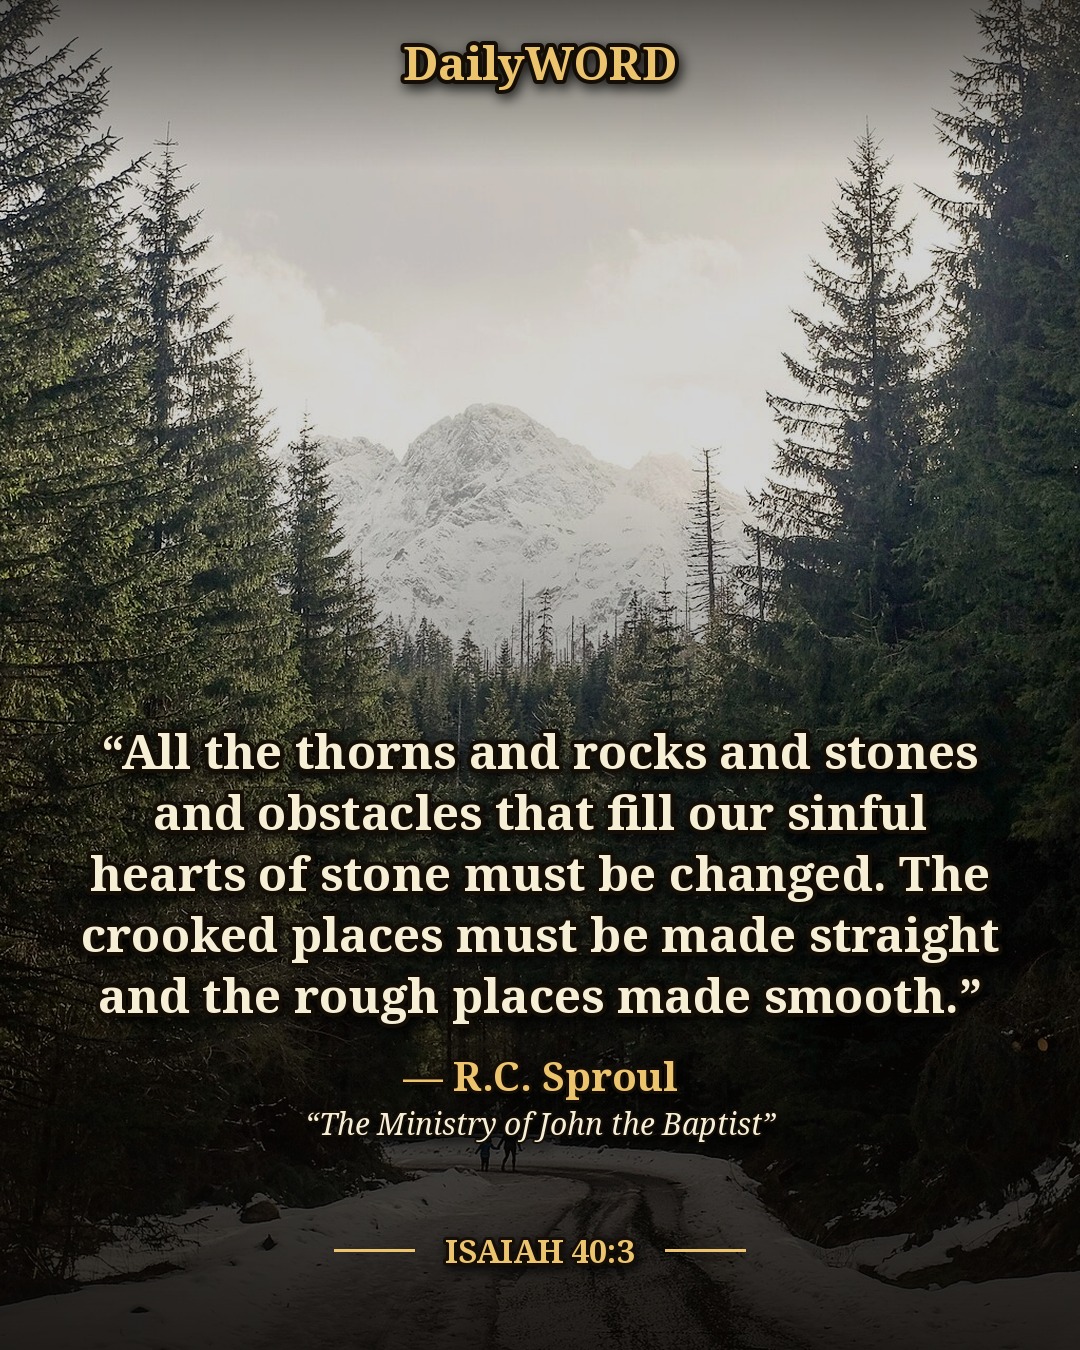 DailyWORD
“All the thorns and rocks and stones
and obstacles that fill our sinful
hearts of stone must be changed. The
crooked places must be made straight
and the rough places made smooth.”
— R.C. Sproul
“The Ministry of John the Baptist”
ISAIAH 40:3